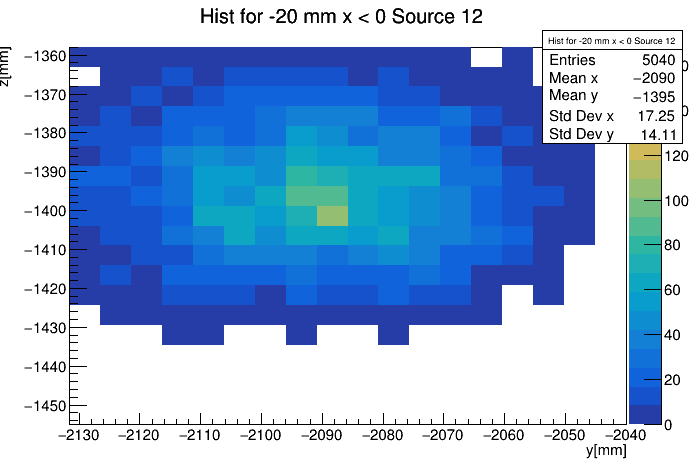 Hist for -20 mm x < 0 Source 12
Hist for -20 mm x < 0 Source 12
Entries 5040
Mean x −2090
Mean y −1395
Std Dev x 17.25
Std Dev y 14.11
z[mm]
−1360
−1370
−1380
−1390
−1400
−1410
−1420
−1430
−1440
−1450
−2130 −2120 −2110 −2100 −2090 −2080 −2070 −2060 −2050 −2040
y[mm]
120
100
80
60
40
20
0